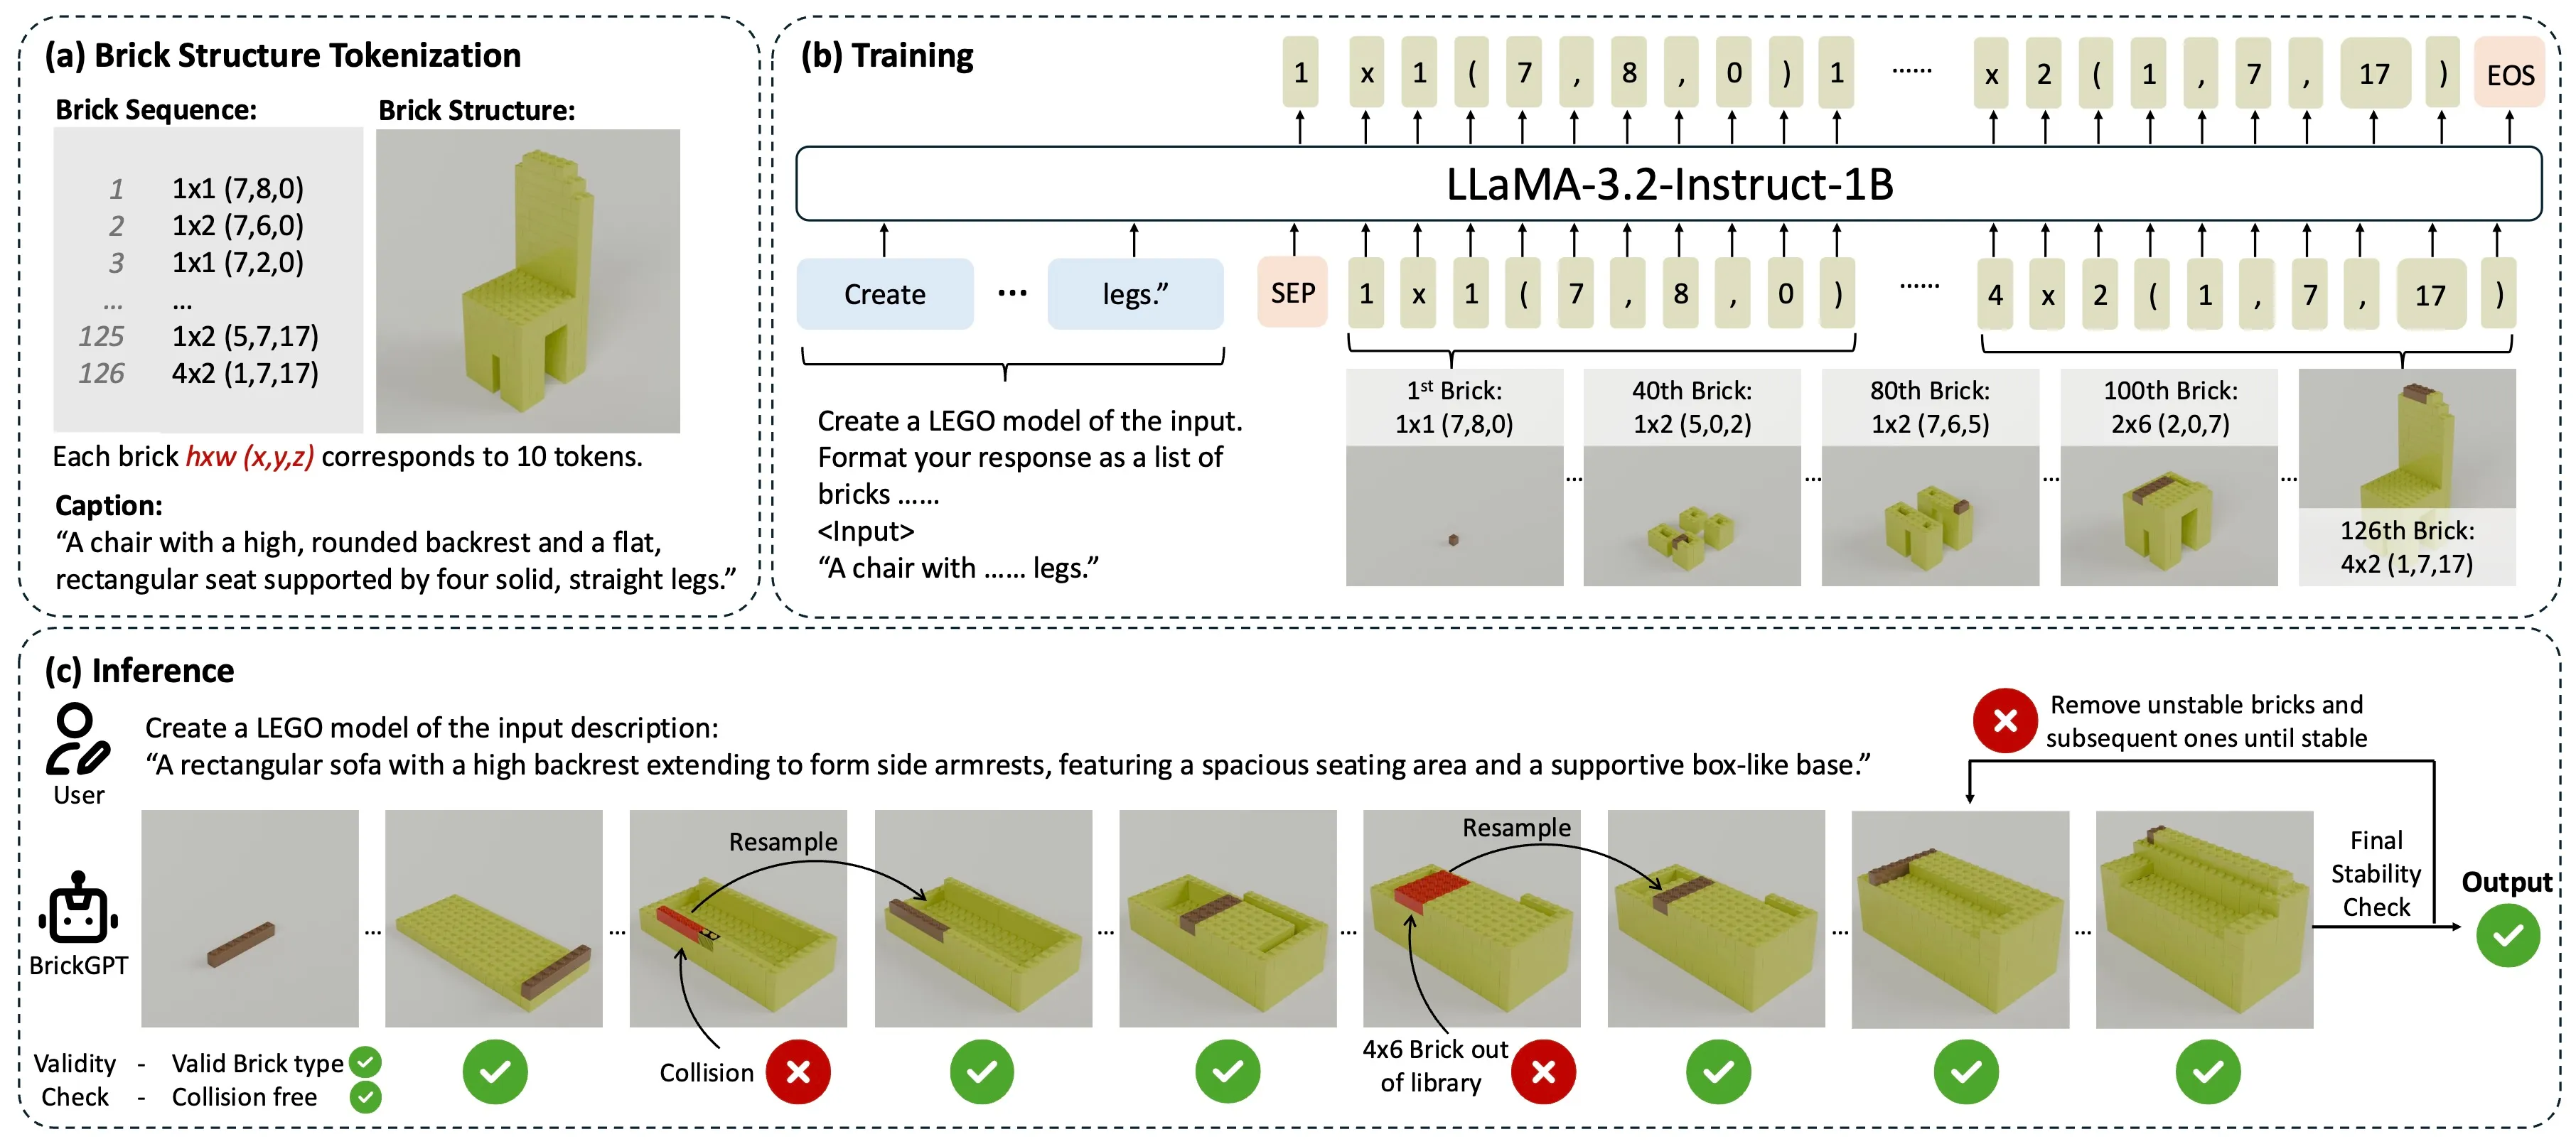 (a) Brick Structure Tokenization
Brick Sequence:
Brick Structure:
1 1x1 (7,8,0)
2 1x2 (7,6,0)
3 1x1 (7,2,0)
... ...
125 1x2 (5,7,17)
126 4x2 (1,7,17)
Each brick hxw (x,y,z) corresponds to 10 tokens.
Caption:
“A chair with a high, rounded backrest and a flat,
rectangular seat supported by four solid, straight legs.”
(b) Training
1 x 1 ( 7 , 8 , 0 ) 1 ...... x 2 ( 1 , 7 , 17 ) EOS
LLaMA-3.2-Instruct-1B
Create ... legs.” SEP 1 x 1 ( 7 , 8 , 0 ) ...... 4 x 2 ( 1 , 7 , 17 )
Create a LEGO model of the input.
Format your response as a list of
bricks ......
<Input>
“A chair with ...... legs.”
1st Brick:
1x1 (7,8,0)
...
40th Brick:
1x2 (5,0,2)
...
80th Brick:
1x2 (7,6,5)
...
100th Brick:
2x6 (2,0,7)
...
126th Brick:
4x2 (1,7,17)
(c) Inference
User
Create a LEGO model of the input description:
“A rectangular sofa with a high backrest extending to form side armrests, featuring a spacious seating area and a supportive box-like base.”
Remove unstable bricks and
subsequent ones until stable
BrickGPT
... ... ... ... ... ...
Resample
Resample
Final
Stability
Check
Output
Validity - Valid Brick type
Check - Collision free
Collision
4x6 Brick out
of library